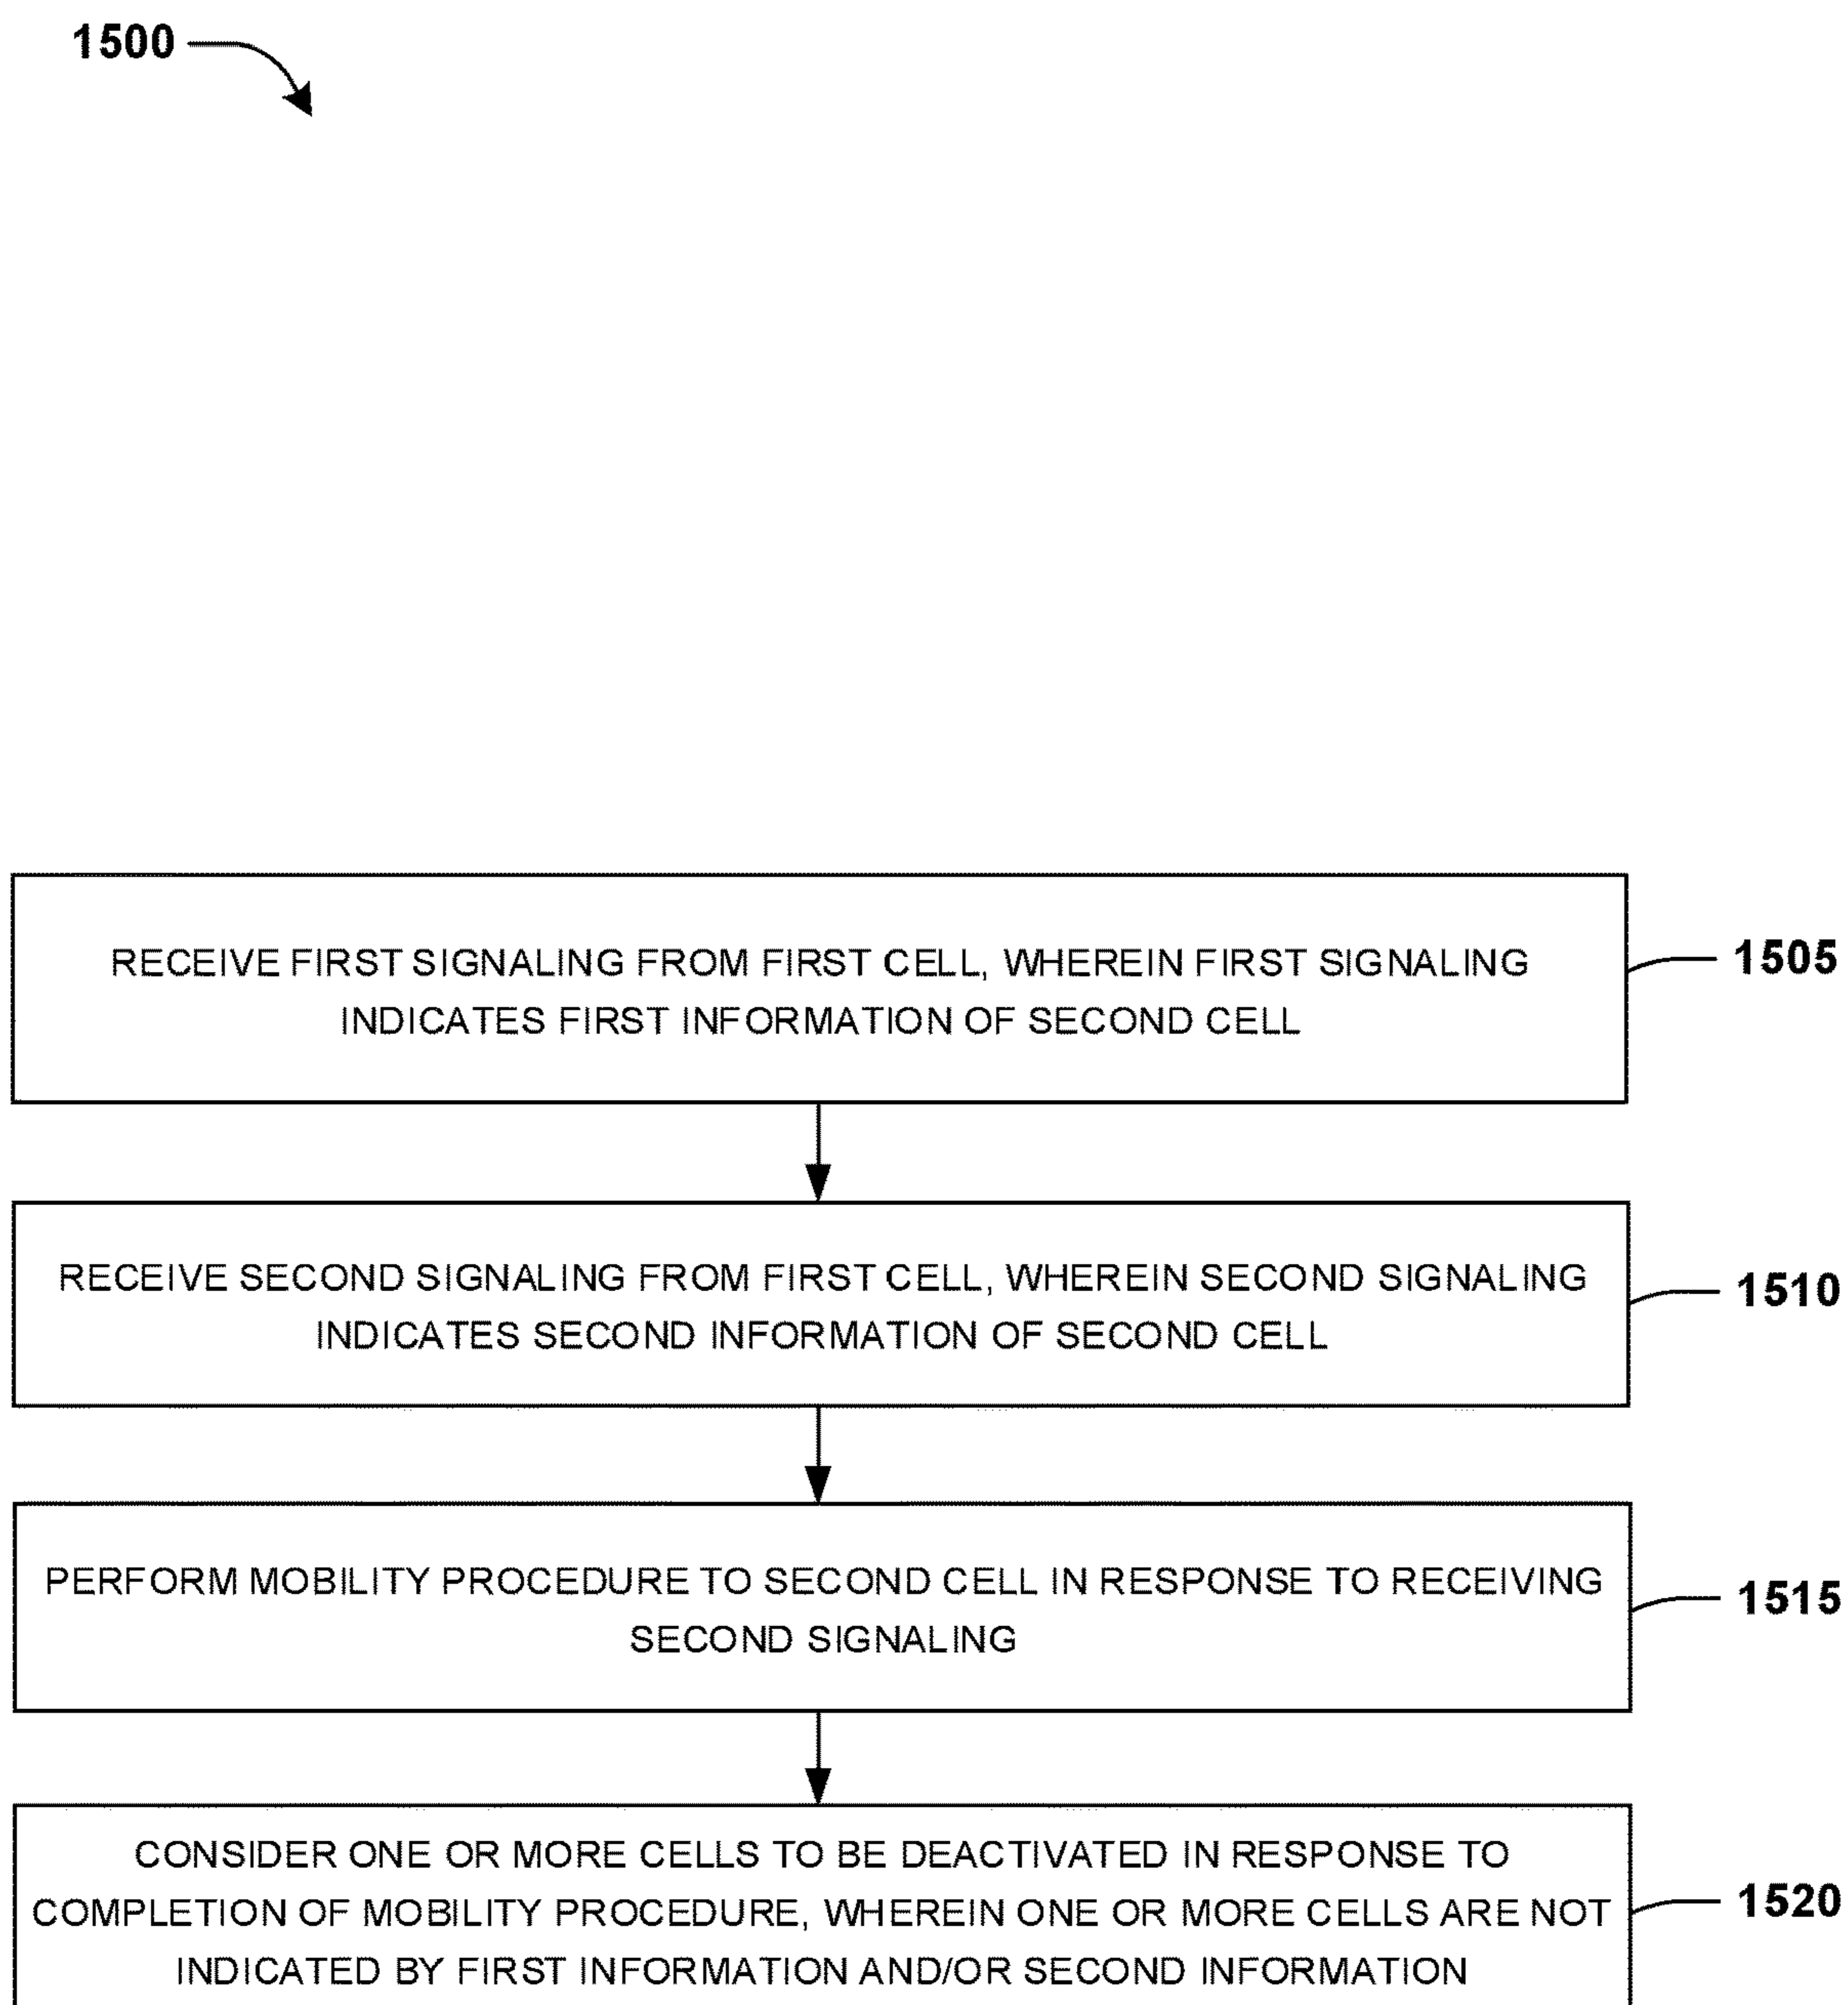 1500
RECEIVE FIRST SIGNALING FROM FIRST CELL, WHEREIN FIRST SIGNALING
INDICATES FIRST INFORMATION OF SECOND CELL
1505
RECEIVE SECOND SIGNALING FROM FIRST CELL, WHEREIN SECOND SIGNALING
INDICATES SECOND INFORMATION OF SECOND CELL
1510
PERFORM MOBILITY PROCEDURE TO SECOND CELL IN RESPONSE TO RECEIVING
SECOND SIGNALING
1515
CONSIDER ONE OR MORE CELLS TO BE DEACTIVATED IN RESPONSE TO
COMPLETION OF MOBILITY PROCEDURE, WHEREIN ONE OR MORE CELLS ARE NOT
INDICATED BY FIRST INFORMATION AND/OR SECOND INFORMATION
1520